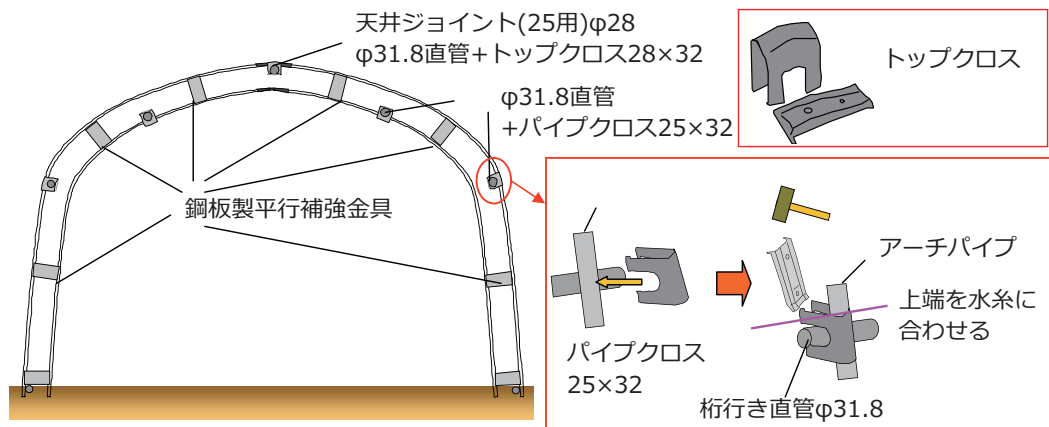 天井ジョイント(25用)φ28
φ31.8直管+トップクロス28×32
トップクロス
φ31.8直管
+パイプクロス25×32
鋼板製平行補強金具
アーチパイプ
上端を水糸に
合わせる
パイプクロス
25×32
桁行き直管φ31.8